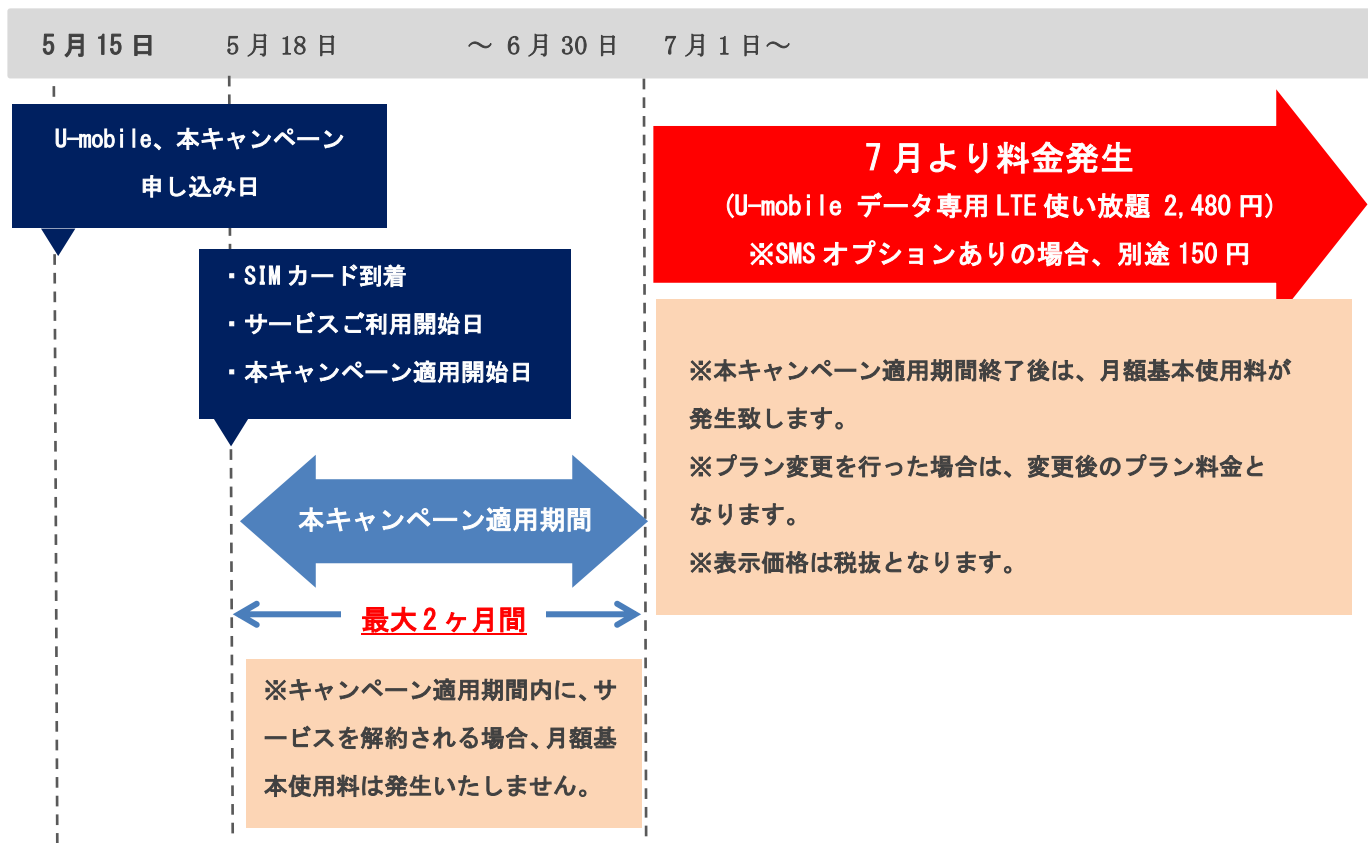 5月15日 5月18日 ～ 6月30日 7月1日～
U-mobile、本キャンペーン
申し込み日
・SIMカード到着
・サービスご利用開始日
・本キャンペーン適用開始日
本キャンペーン適用期間
最大2ヶ月間
※キャンペーン適用期間内に、サ
ービスを解約される場合、月額基
本使用料は発生いたしません。
7月より料金発生
(U-mobile データ専用LTE使い放題 2,480円)
※SMSオプションありの場合、別途150円
※本キャンペーン適用期間終了後は、月額基本使用料が
発生致します。
※プラン変更を行った場合は、変更後のプラン料金と
なります。
※表示価格は税抜となります。